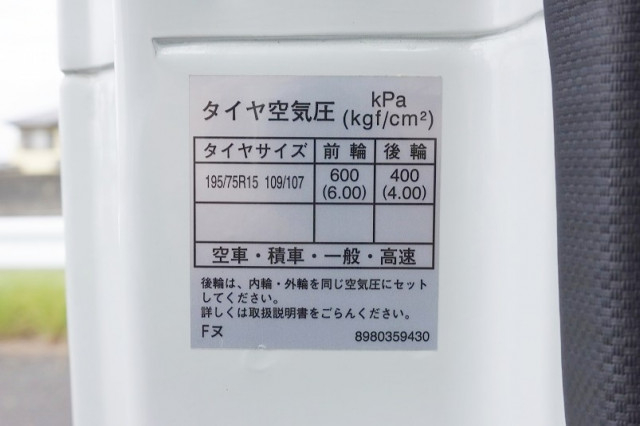 タイヤ空気圧 kPa (kgf/cm²)
タイヤサイズ 前輪 後輪
195/75R15 109/107 600 (6.00) 400 (4.00)
空車・積車・一般・高速
後輪は、内輪・外輪を同じ空気圧にセット
してください。
詳しくは取扱説明書をごらんください。
Fヌ 8980359430